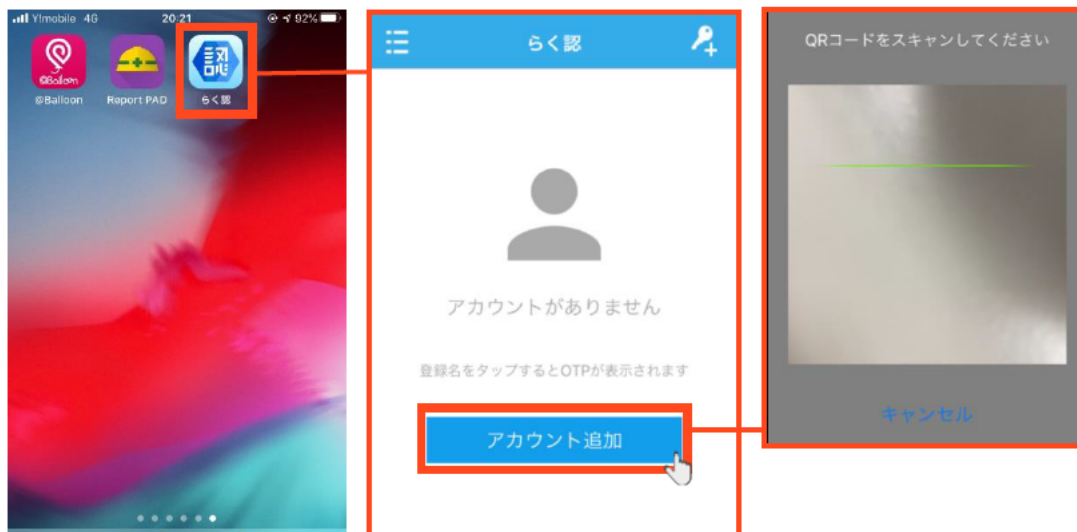 Y!mobile 4G
20:21
92%
@Balloon
@Balloon
Report PAD
認
らく認
らく認
アカウントがありません
登録名をタップするとOTPが表示されます
アカウント追加
QRコードをスキャンしてください
キャンセル